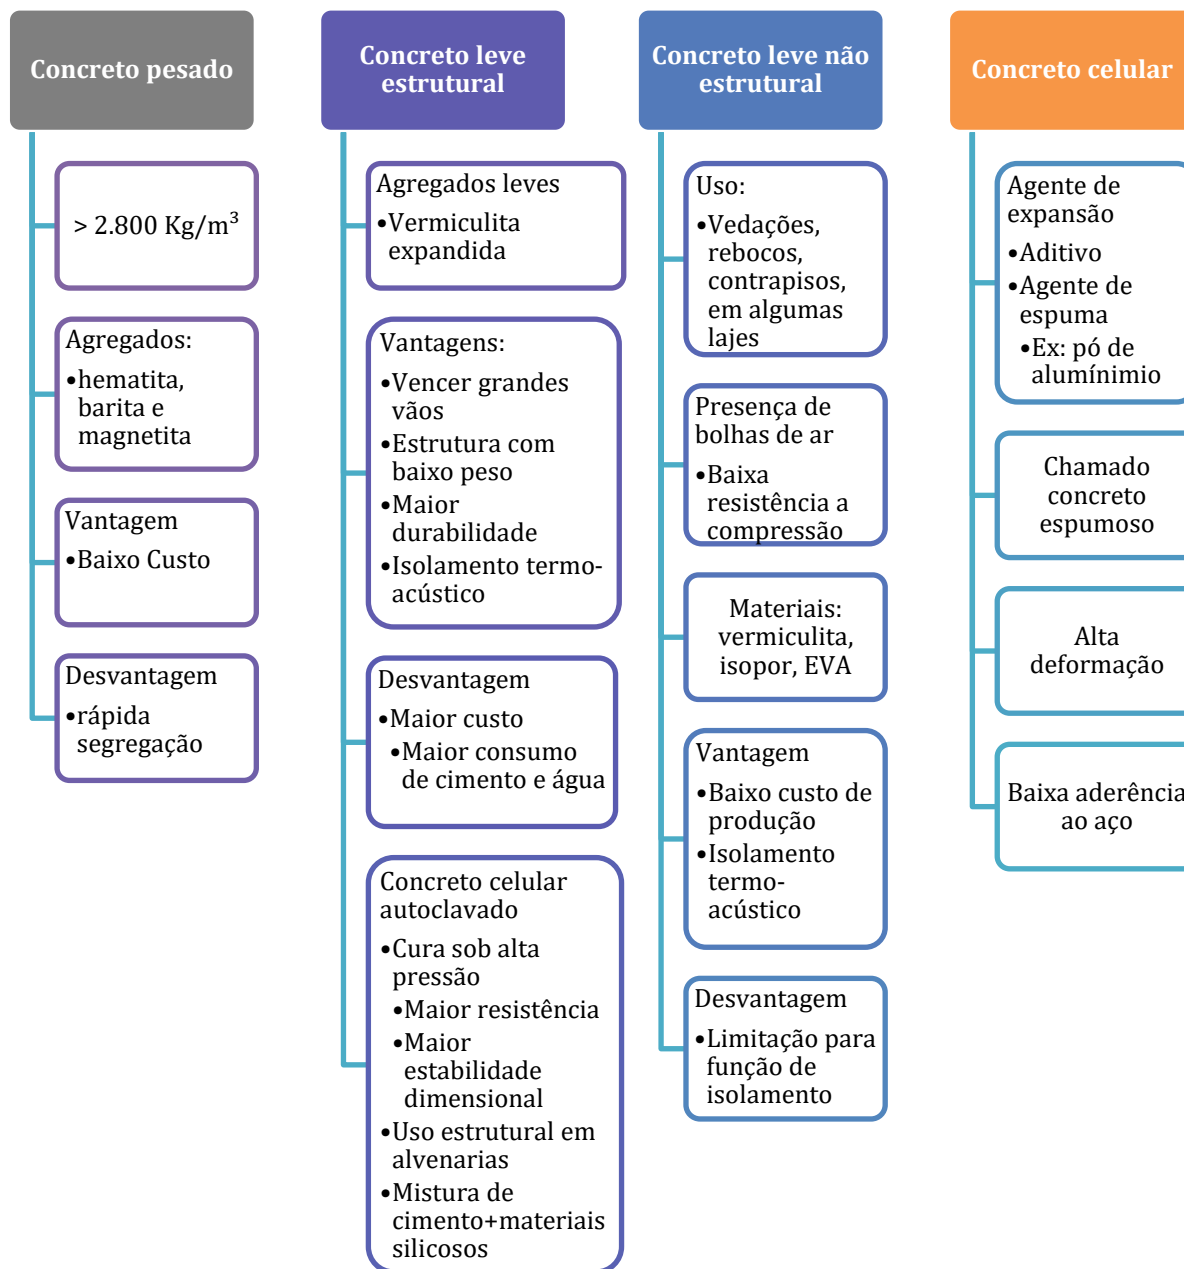 Concreto pesado
> 2.800 Kg/m³
Agregados:
•hematita,
barita e
magnetita
Vantagem
•Baixo Custo
Desvantagem
•rápida
segregação
Concreto leve
estrutural
Agregados leves
•Vermiculita
expandida
Vantagens:
•Vencer grandes
vãos
•Estrutura com
baixo peso
•Maior
durabilidade
•Isolamento termo-
acústico
Desvantagem
•Maior custo
•Maior consumo
de cimento e água
Concreto celular
autoclavado
•Cura sob alta
pressão
•Maior resistência
•Maior
estabilidade
dimensional
•Uso estrutural em
alvenarias
•Mistura de
cimento+materiais
silicosos
Concreto leve não
estrutural
Uso:
•Vedações,
rebocos,
contrapisos,
em algumas
lajes
Presença de
bolhas de ar
•Baixa
resistência a
compressão
Materiais:
vermiculita,
isopor, EVA
Vantagem
•Baixo custo de
produção
•Isolamento
termo-
acústico
Desvantagem
•Limitação para
função de
isolamento
Concreto celular
Agente de
expansão
•Aditivo
•Agente de
espuma
•Ex: pó de
alumínimio
Chamado
concreto
espumoso
Alta
deformação
Baixa aderência
ao aço